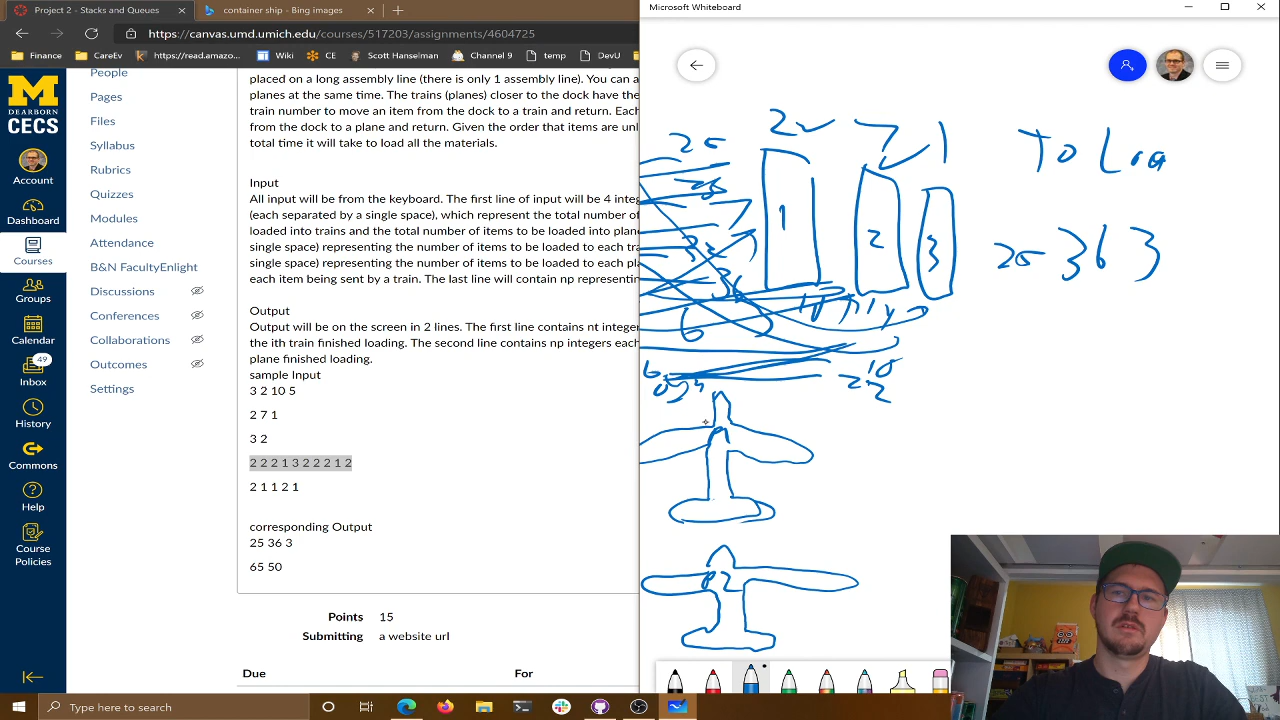 Project 2 - Stacks and Queues
container ship - Bing images
Microsoft Whiteboard
https://canvas.umd.umich.edu/courses/517203/assignments/4604725
Finance
CareEv
https://read.amazo...
Wiki
CE
Scott Hanselman
Channel 9
temp
DevU
M
DEARBORN
CECS
Account
Dashboard
Courses
Groups
Calendar
49
Inbox
History
Commons
?
Help
Course
Policies
People
Pages
Files
Syllabus
Rubrics
Quizzes
Modules
Attendance
B&N FacultyEnlight
Discussions
Conferences
Collaborations
Outcomes
Settings
placed on a long assembly line (there is only 1 assembly line). You can a
planes at the same time. The trains (planes) closer to the dock have the
train number to move an item from the dock to a train and return. Each
from the dock to a plane and return. Given the order that items are unl
total time it will take to load all the materials.
Input
All input will be from the keyboard. The first line of input will be 4 integ
(each separated by a single space), which represent the total number of
loaded into trains and the total number of items to be loaded into plan
single space) representing the number of items to be loaded to each tra
single space) representing the number of items to be loaded to each pla
each item being sent by a train. The last line will contain np representin
Output
Output will be on the screen in 2 lines. The first line contains nt integer
the ith train finished loading. The second line contains np integers each
plane finished loading.
sample Input
3 2 10 5
2 7 1
3 2
2 2 2 1 3 2 2 2 1 2
2 1 1 2 1
corresponding Output
25 36 3
65 50
Points 15
Submitting a website url
Due For
25
2 7 1
1 2 3
25 36 3
Type here to search